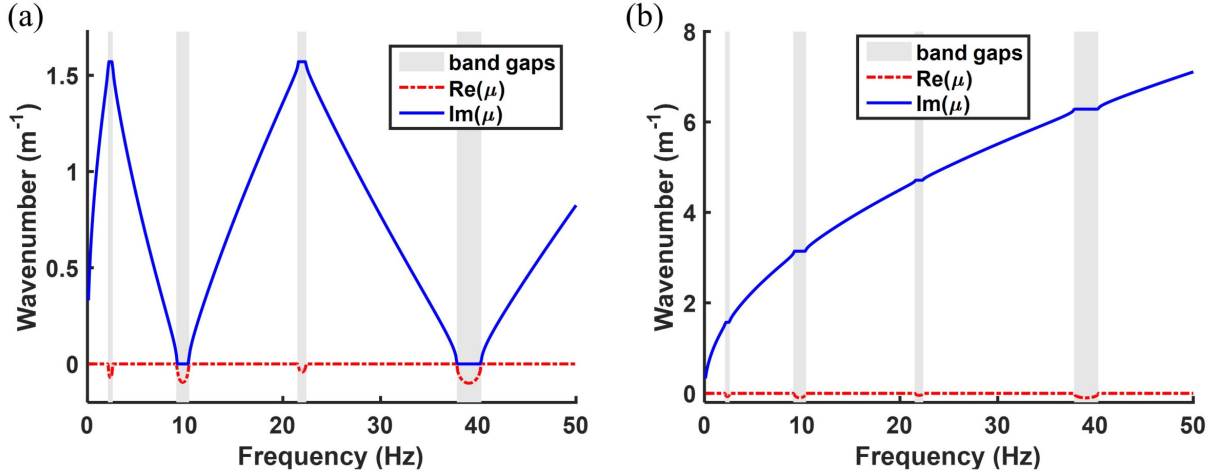 (a)
Wavenumber (m⁻¹)
1.5
1
0.5
0
0 10 20 30 40 50
Frequency (Hz)
band gaps
Re(μ)
Im(μ)
(b)
Wavenumber (m⁻¹)
8
6
4
2
0
0 10 20 30 40 50
Frequency (Hz)
band gaps
Re(μ)
Im(μ)